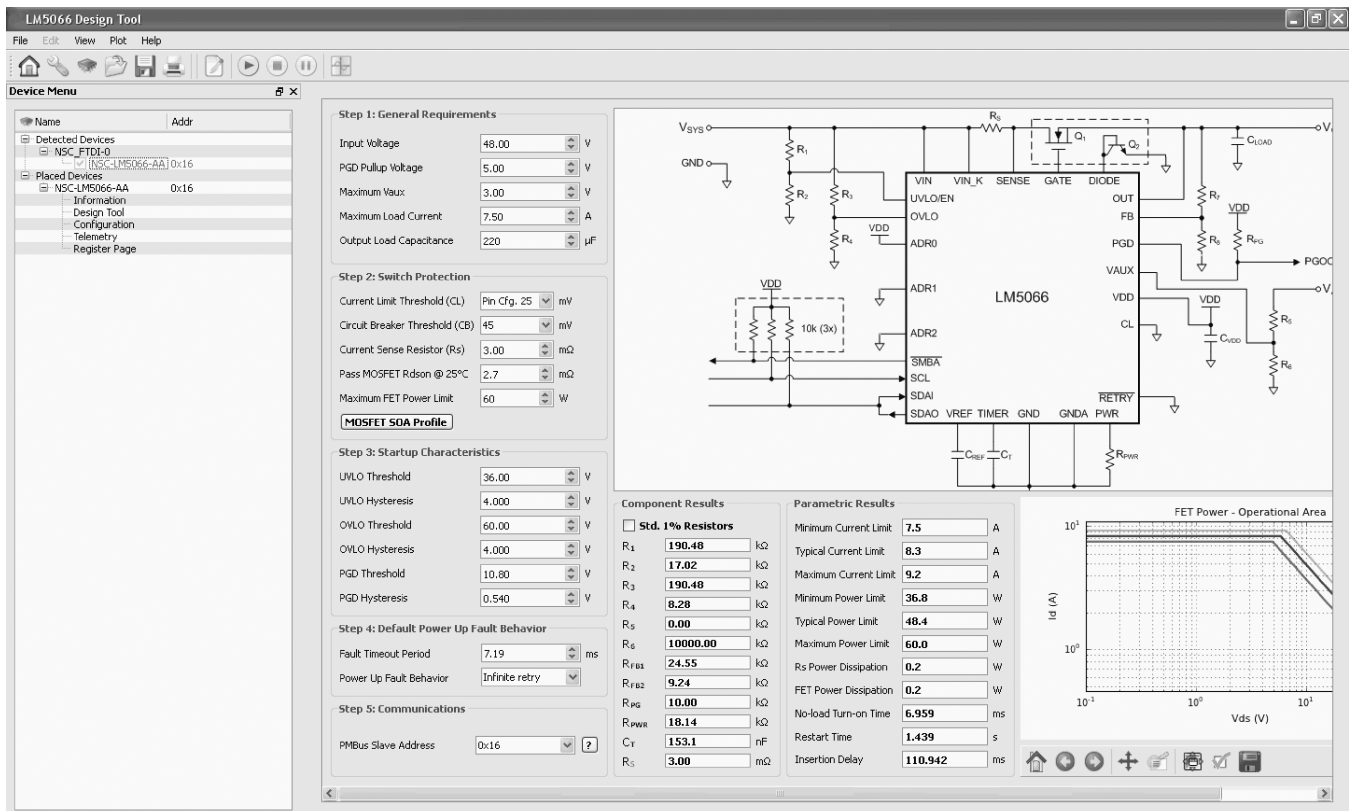 LM5066 Design Tool
File Edit View Plot Help
Device Menu
Name Addr
Detected Devices
NSC_FTDI-0
NSC-LM5066-AA 0x16
Placed Devices
NSC-LM5066-AA 0x16
Information
Design Tool
Configuration
Telemetry
Register Page
Step 1: General Requirements
Input Voltage 48.00 V
PGD Pullup Voltage 5.00 V
Maximum Vaux 3.00 V
Maximum Load Current 7.50 A
Output Load Capacitance 220 µF
Step 2: Switch Protection
Current Limit Threshold (CL) Pin Cfg. 25 mV
Circuit Breaker Threshold (CB) 45 mV
Current Sense Resistor (Rs) 3.00 mΩ
Pass MOSFET Rdson @ 25°C 2.7 mΩ
Maximum FET Power Limit 60 W
MOSFET SOA Profile
Step 3: Startup Characteristics
UVLO Threshold 36.00 V
UVLO Hysteresis 4.000 V
OVLO Threshold 60.00 V
OVLO Hysteresis 4.000 V
PGD Threshold 10.80 V
PGD Hysteresis 0.540 V
Step 4: Default Power Up Fault Behavior
Fault Timeout Period 7.19 ms
Power Up Fault Behavior Infinite retry
Step 5: Communications
PMBus Slave Address 0x16 ?
VSYS RS Q1 Q2 CLOAD
GND R1
VIN VIN_K SENSE GATE DIODE
R2 R3 UVLO/EN OUT R7
OVLO FB VDD
VDD R4 ADR0 PGD RPG
PGOO
VAUX
ADR1 LM5066 VDD VDD
VDD CL R5
10k (3x) ADR2 CVDD
SMBA R6
SCL
SDAI RETRY
SDAO VREF TIMER GND GNDA PWR
CREF CT RPWR
Component Results
Std. 1% Resistors
R1 190.48 kΩ
R2 17.02 kΩ
R3 190.48 kΩ
R4 8.28 kΩ
R5 0.00 kΩ
R6 10000.00 kΩ
RFB1 24.55 kΩ
RFB2 9.24 kΩ
RPG 10.00 kΩ
RPWR 18.14 kΩ
CT 153.1 nF
RS 3.00 mΩ
Parametric Results
Minimum Current Limit 7.5 A
Typical Current Limit 8.3 A
Maximum Current Limit 9.2 A
Minimum Power Limit 36.8 W
Typical Power Limit 48.4 W
Maximum Power Limit 60.0 W
Rs Power Dissipation 0.2 W
FET Power Dissipation 0.2 W
No-load Turn-on Time 6.959 ms
Restart Time 1.439 s
Insertion Delay 110.942 ms
FET Power - Operational Area
10¹
Id (A)
10⁰
10⁻¹ 10⁰ 10¹
Vds (V)